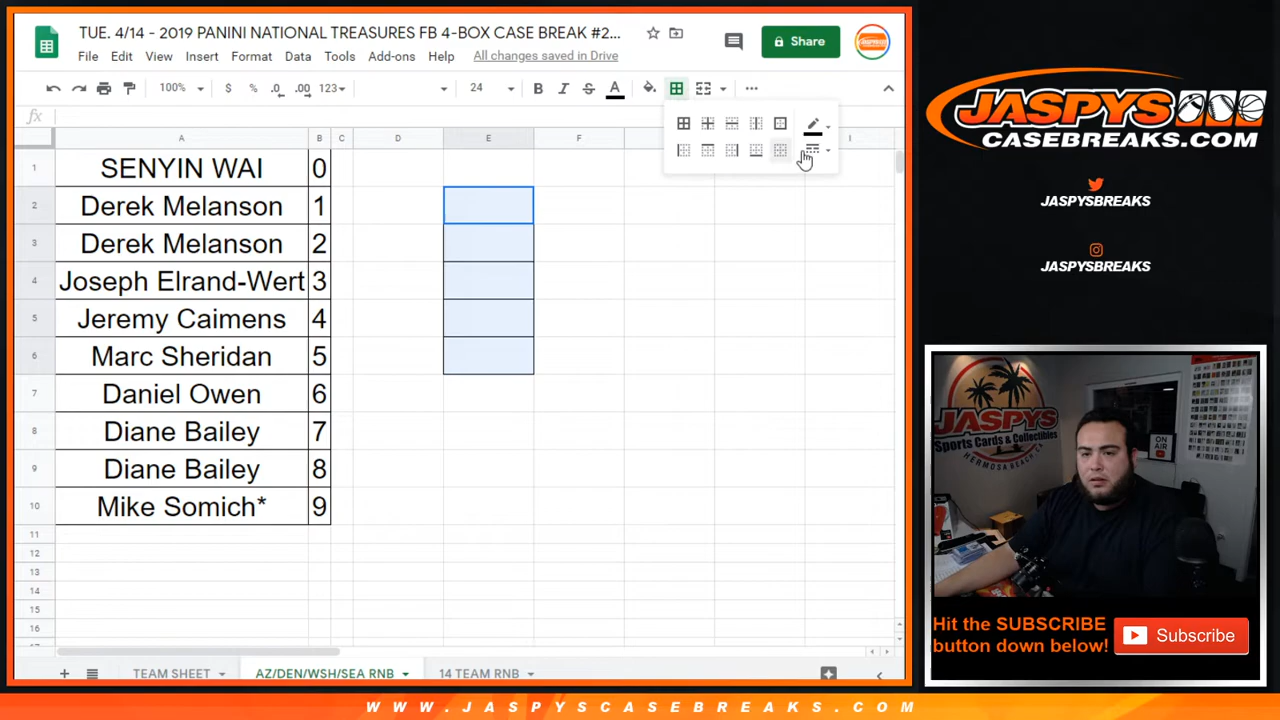 TUE. 4/14 - 2019 PANINI NATIONAL TREASURES FB 4-BOX CASE BREAK #2...
Share
File Edit View Insert Format Data Tools Add-ons Help All changes saved in Drive
100% $ % .0 .00 123 24 B I S A
fx
A B C D E F I
1 SENYIN WAI 0
2 Derek Melanson 1
3 Derek Melanson 2
4 Joseph Elrand-Wert 3
5 Jeremy Caimens 4
6 Marc Sheridan 5
7 Daniel Owen 6
8 Diane Bailey 7
9 Diane Bailey 8
10 Mike Somich* 9
11
12
13
14
15
16
TEAM SHEET AZ/DEN/WSH/SEA RNB 14 TEAM RNB
JASPYS
CASEBREAKS.COM
JASPYSBREAKS
JASPYSBREAKS
JASPYS
Sports Cards & Collectibles
HERMOSA BEACH, CA
ON
AIR
Hit the SUBSCRIBE
button down below!
Subscribe
WWW.JASPYSCASEBREAKS.COM